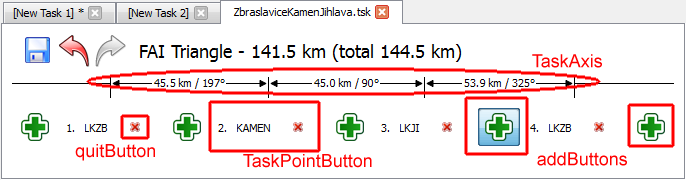 [New Task 1] * [New Task 2] ZbraslaviceKamenJihlava.tsk
FAI Triangle - 141.5 km (total 144.5 km)
TaskAxis
45.5 km / 197° 45.0 km / 90° 53.9 km / 325°
1. LKZB 2. KAMEN 3. LKJI 4. LKZB
quitButton TaskPointButton addButtons